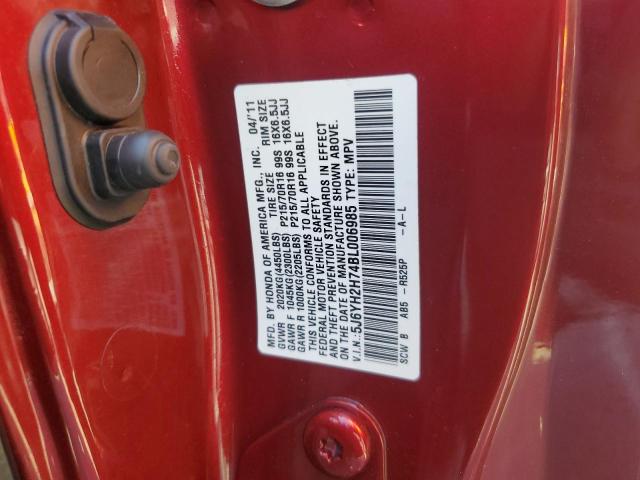 MFD. BY HONDA OF AMERICA MFG., INC. 04/11
GVWR 2020KG(4450LBS) TIRE SIZE RIM SIZE
GAWR F 1045KG(2300LBS) P215/70R16 99S 16X6.5JJ
GAWR R 1000KG(2205LBS) P215/70R16 99S 16X6.5JJ
THIS VEHICLE CONFORMS TO ALL APPLICABLE
FEDERAL MOTOR VEHICLE SAFETY
AND THEFT PREVENTION STANDARDS IN EFFECT
ON THE DATE OF MANUFACTURE SHOWN ABOVE.
V.I.N.:5J6YH2H74BL006985 TYPE: MPV
SCW B A85 -R525P -A-L